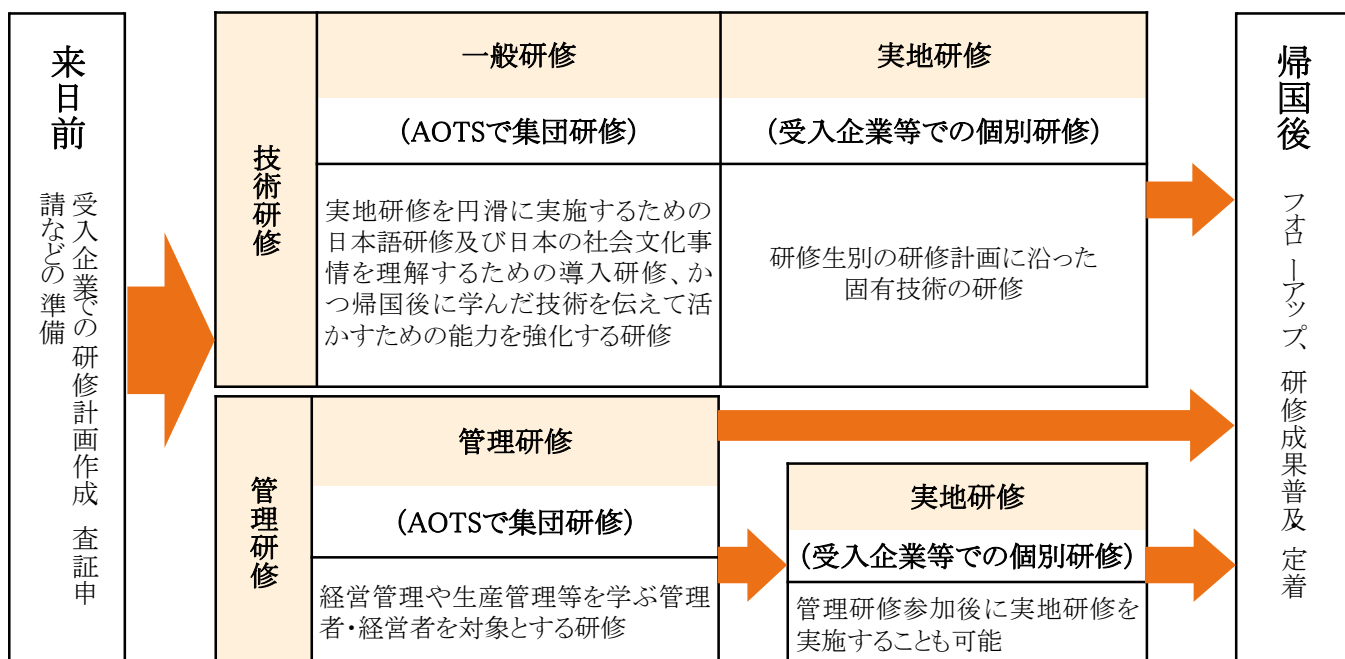 来日前
受入企業での研修計画作成 査証申
請などの準備
技術研修
一般研修
（AOTSで集団研修）
実地研修を円滑に実施するための
日本語研修及び日本の社会文化事
情を理解するための導入研修、か
つ帰国後に学んだ技術を伝えて活
かすための能力を強化する研修
実地研修
（受入企業等での個別研修）
研修生別の研修計画に沿った
固有技術の研修
管理研修
管理研修
（AOTSで集団研修）
経営管理や生産管理等を学ぶ管理
者・経営者を対象とする研修
実地研修
（受入企業等での個別研修）
管理研修参加後に実地研修を
実施することも可能
帰国後
フォローアップ、研修成果普及、定着